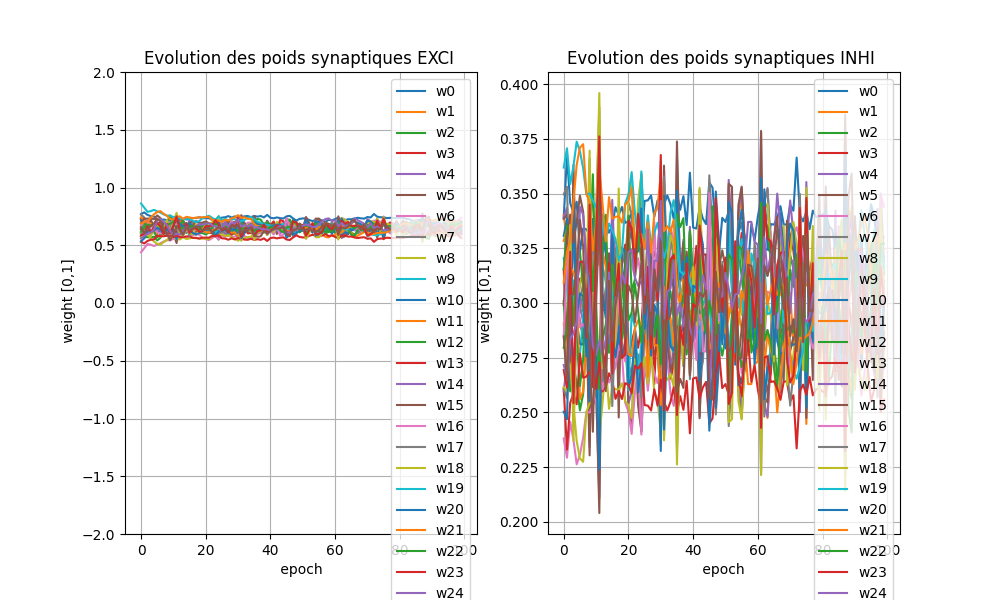 Evolution des poids synaptiques EXCI
weight [0,1]
2.0
1.5
1.0
0.5
0.0
−0.5
−1.0
−1.5
−2.0
0
20
40
60
80
100
epoch
w0
w1
w2
w3
w4
w5
w6
w7
w8
w9
w10
w11
w12
w13
w14
w15
w16
w17
w18
w19
w20
w21
w22
w23
w24
Evolution des poids synaptiques INHI
weight [0,1]
0.400
0.375
0.350
0.325
0.300
0.275
0.250
0.225
0.200
0
20
40
60
80
100
epoch
w0
w1
w2
w3
w4
w5
w6
w7
w8
w9
w10
w11
w12
w13
w14
w15
w16
w17
w18
w19
w20
w21
w22
w23
w24